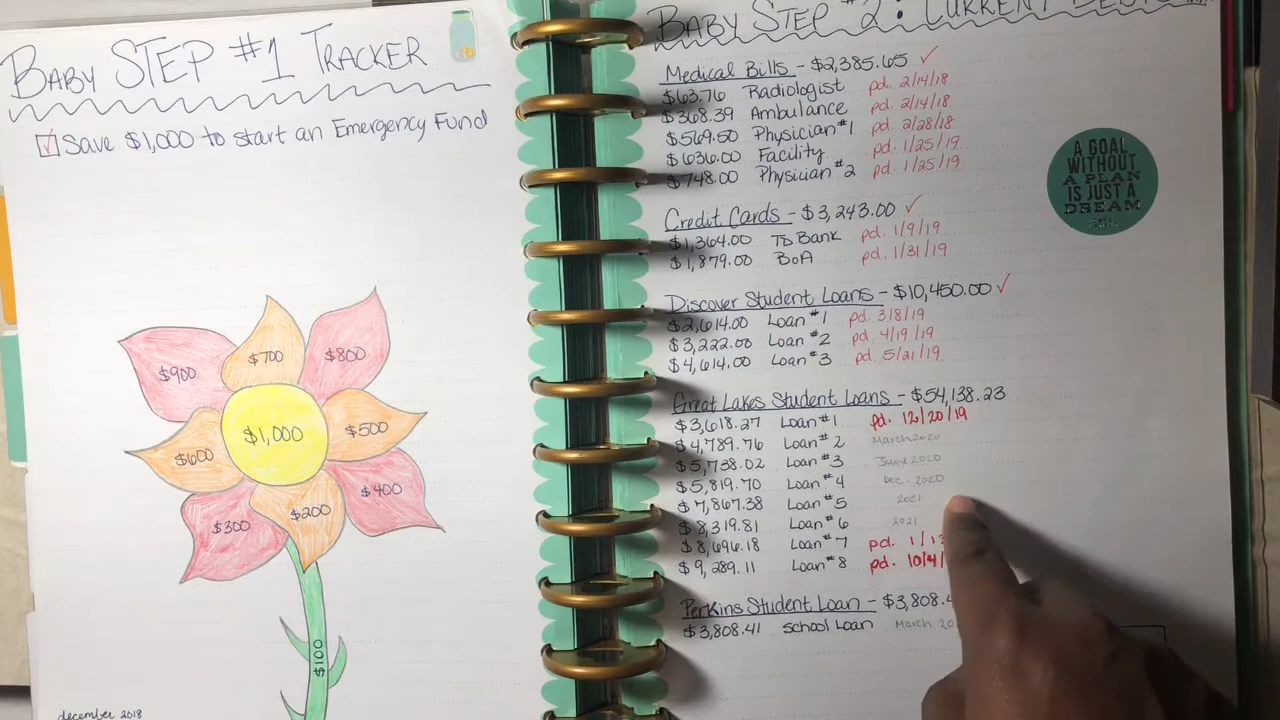 BABY STEP #1 TRACKER
Save $1,000 to start an Emergency Fund
$900
$700
$800
$1,000
$500
$600
$400
$300
$200
$100
december 2018
BABY STEP #2: CURRENT
Medical Bills - $2,385.65 ✓
$63.76 Radiologist pd. 2/14/18
$368.39 Ambulance pd. 2/14/18
$569.50 Physician #1 pd. 2/28/18
$636.00 Facility pd. 1/25/19
$748.00 Physician #2 pd. 1/25/19
Credit Cards - $3,243.00 ✓
$1,364.00 TD Bank pd. 1/9/19
$1,879.00 BoA pd. 1/31/19
Discover Student Loans - $10,450.00 ✓
$2,614.00 Loan #1 pd. 3/8/19
$3,222.00 Loan #2 pd. 4/19/19
$4,614.00 Loan #3 pd. 5/21/19
Great Lakes Student Loans - $54,138.23
$3,618.27 Loan #1 pd. 12/20/19
$4,789.76 Loan #2 March 2020
$5,738.02 Loan #3 June 2020
$5,819.70 Loan #4 Dec. 2020
$7,867.38 Loan #5 2021
$8,319.81 Loan #6 2021
$8,696.18 Loan #7 pd. 1/13
$9,289.11 Loan #8 pd. 10/4/
Perkins Student Loan - $3,808.4
$3,808.41 School Loan March 20
A GOAL
WITHOUT
A PLAN
IS JUST A
DREAM